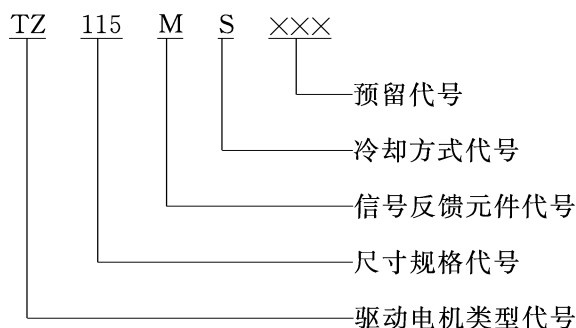 TZ 115 M S ×××
预留代号
冷却方式代号
信号反馈元件代号
尺寸规格代号
驱动电机类型代号